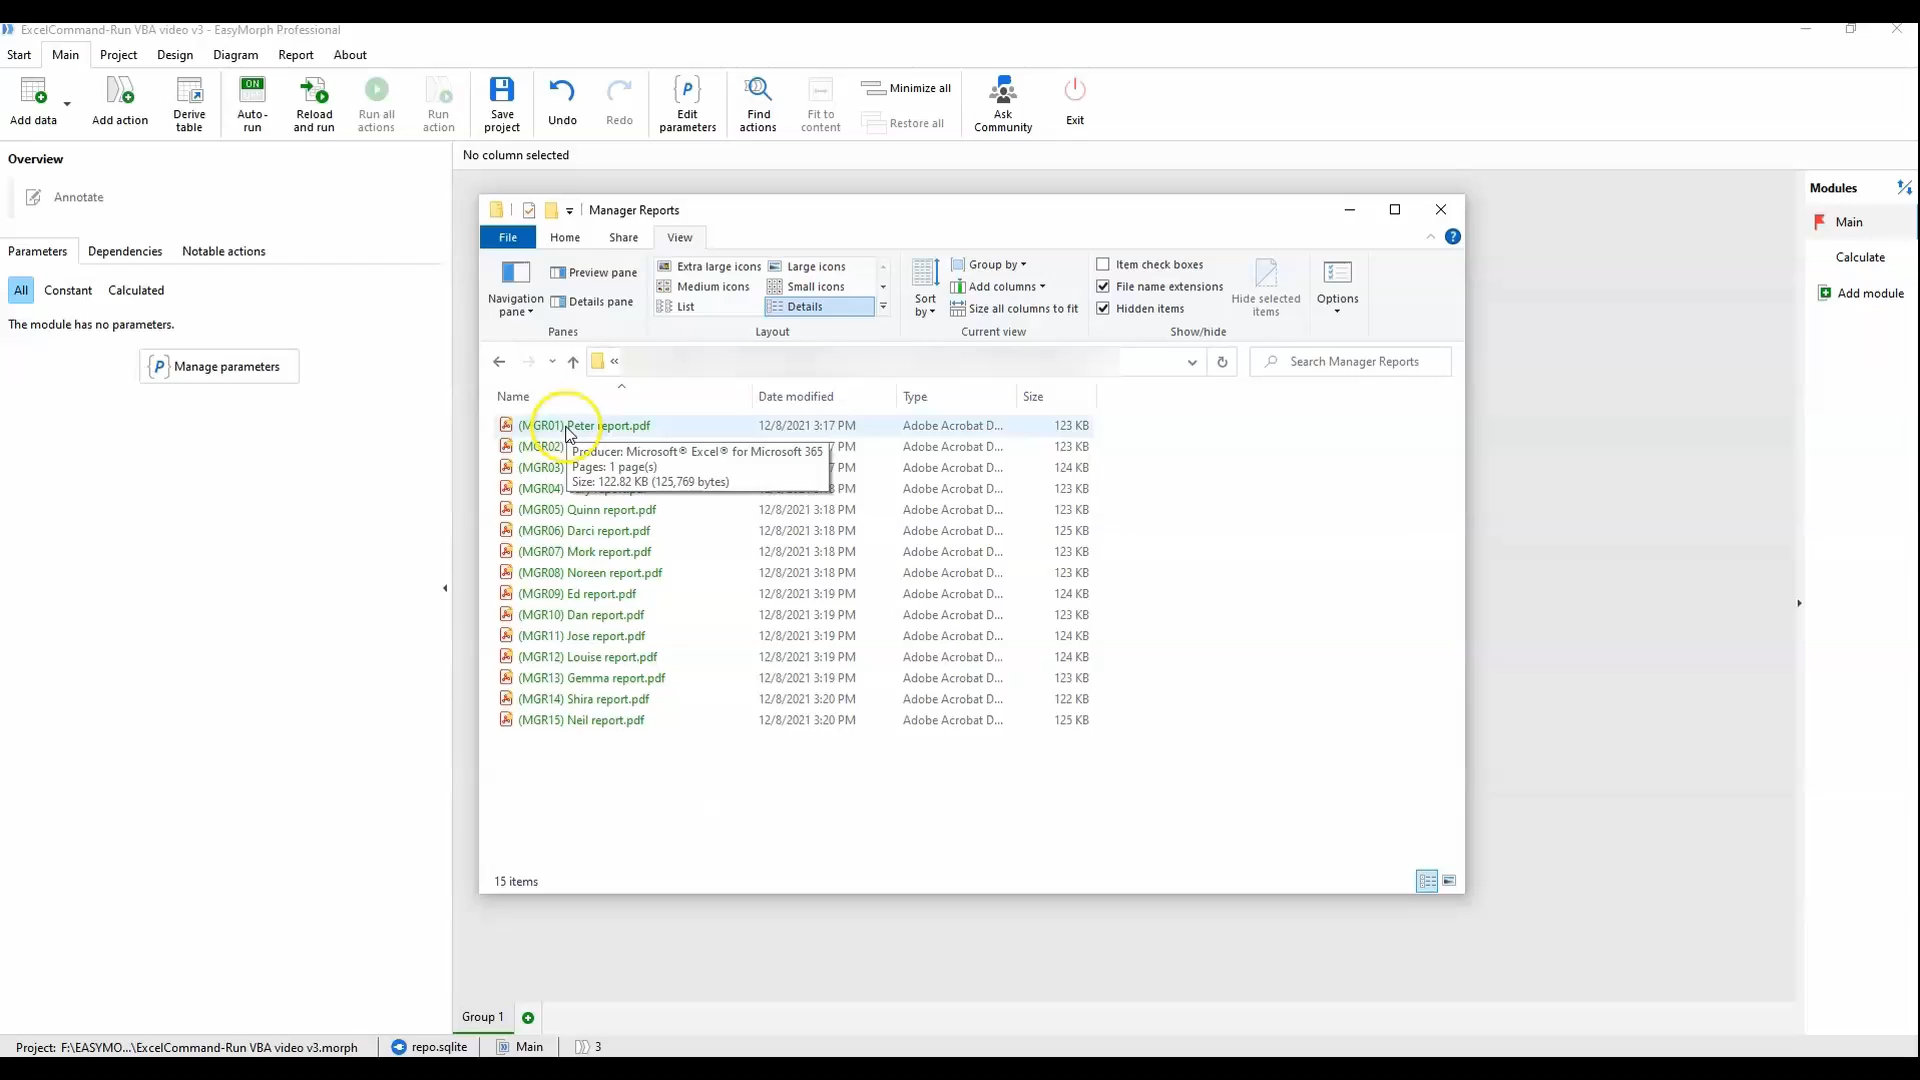 ExcelCommand-Run VBA video v3 - EasyMorph Professional
Start Main Project Design Diagram Report About
Add data
Add action
Derive table
ON
Auto-run
Reload and run
Run all actions
Run action
Save project
Undo
Redo
P
Edit parameters
Find actions
Fit to content
Minimize all
Restore all
Ask Community
Exit
Overview
Annotate
Parameters Dependencies Notable actions
All Constant Calculated
The module has no parameters.
P Manage parameters
No column selected
Manager Reports
File Home Share View
Navigation pane
Preview pane
Details pane
Panes
Extra large icons Large icons
Medium icons Small icons
List Details
Layout
Sort by
Group by
Add columns
Size all columns to fit
Current view
Item check boxes
File name extensions
Hidden items
Hide selected items
Show/hide
Options
«
Search Manager Reports
Name Date modified Type Size
(MGR01) Peter report.pdf 12/8/2021 3:17 PM Adobe Acrobat D... 123 KB
(MGR02) PM Adobe Acrobat D... 123 KB
(MGR03) PM Adobe Acrobat D... 124 KB
(MGR04) PM Adobe Acrobat D... 123 KB
Producer: Microsoft® Excel® for Microsoft 365
Pages: 1 page(s)
Size: 122.82 KB (125,769 bytes)
(MGR05) Quinn report.pdf 12/8/2021 3:18 PM Adobe Acrobat D... 123 KB
(MGR06) Darci report.pdf 12/8/2021 3:18 PM Adobe Acrobat D... 125 KB
(MGR07) Mork report.pdf 12/8/2021 3:18 PM Adobe Acrobat D... 123 KB
(MGR08) Noreen report.pdf 12/8/2021 3:18 PM Adobe Acrobat D... 123 KB
(MGR09) Ed report.pdf 12/8/2021 3:19 PM Adobe Acrobat D... 124 KB
(MGR10) Dan report.pdf 12/8/2021 3:19 PM Adobe Acrobat D... 123 KB
(MGR11) Jose report.pdf 12/8/2021 3:19 PM Adobe Acrobat D... 124 KB
(MGR12) Louise report.pdf 12/8/2021 3:19 PM Adobe Acrobat D... 124 KB
(MGR13) Gemma report.pdf 12/8/2021 3:19 PM Adobe Acrobat D... 123 KB
(MGR14) Shira report.pdf 12/8/2021 3:20 PM Adobe Acrobat D... 122 KB
(MGR15) Neil report.pdf 12/8/2021 3:20 PM Adobe Acrobat D... 125 KB
15 items
Modules
Main
Calculate
Add module
Group 1
Project: F:\EASYMO...\ExcelCommand-Run VBA video v3.morph repo.sqlite Main 3